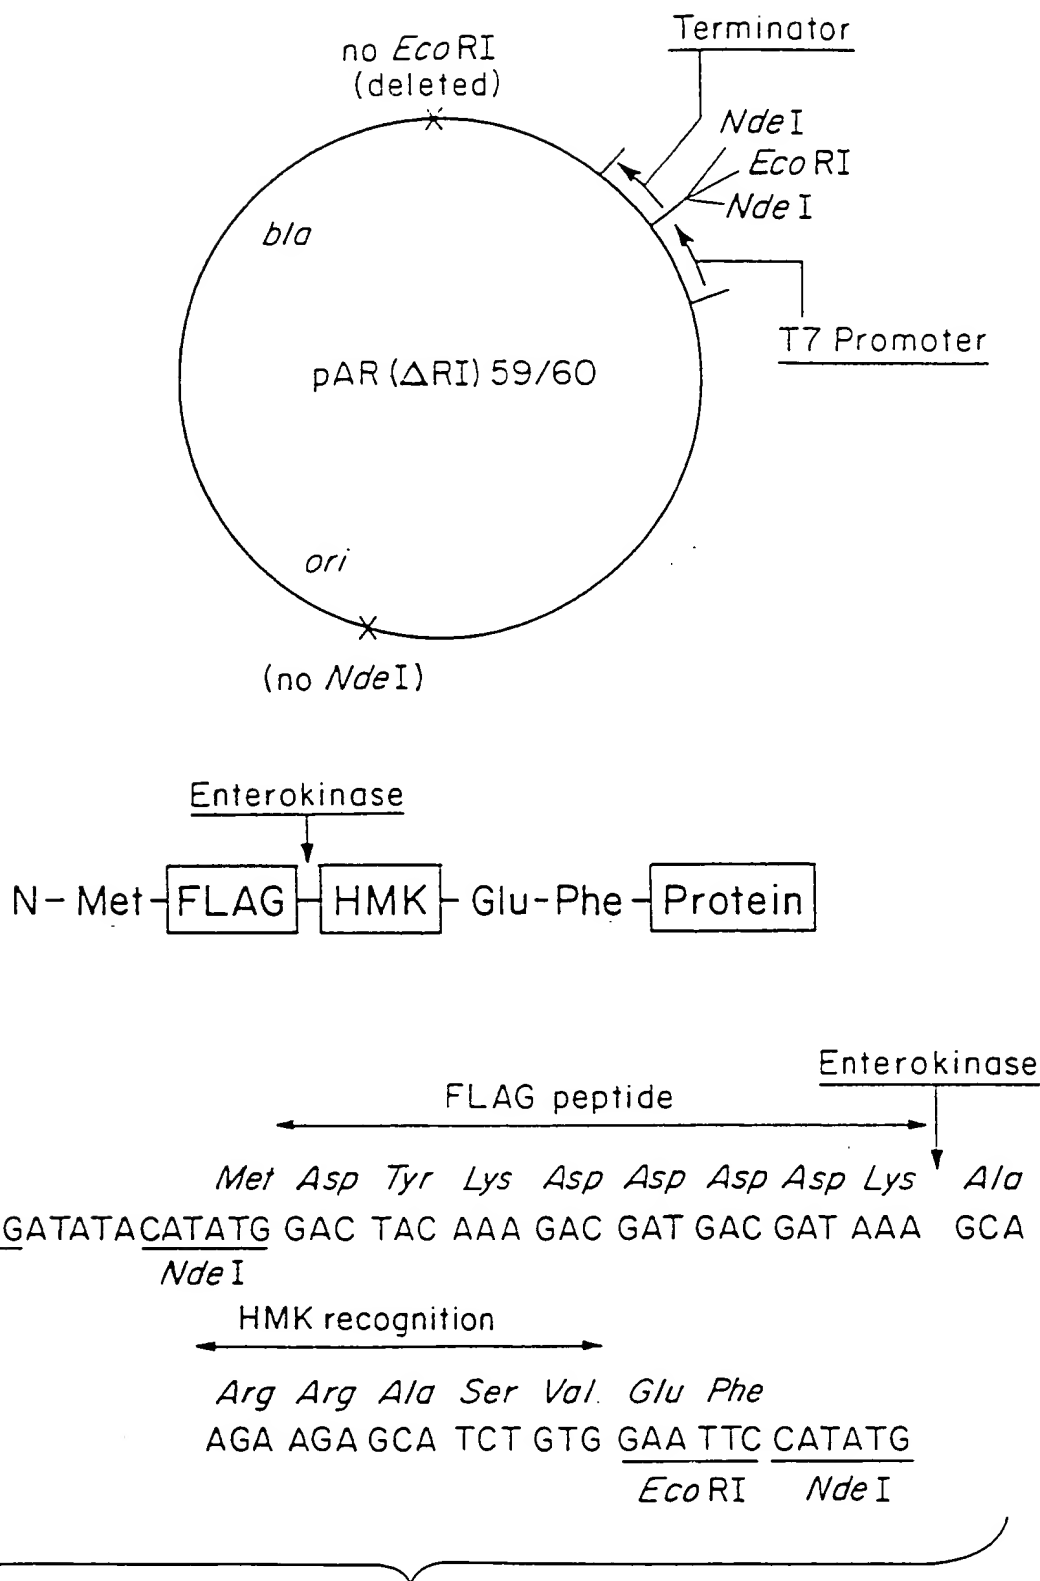 Terminator
no EcoRI
(deleted)
NdeI
EcoRI
NdeI
bla
T7 Promoter
pAR (ΔRI) 59/60
ori
(no NdeI)
Enterokinase
N-Met-FLAG-HMK-Glu-Phe-Protein
Enterokinase
FLAG peptide
Met Asp Tyr Lys Asp Asp Asp Asp Lys Ala
GATATACATATG GAC TAC AAA GAC GAT GAC GAT AAA GCA
NdeI
HMK recognition
Arg Arg Ala Ser Val. Glu Phe
AGA AGA GCA TCT GTG GAA TTC CATATG
EcoRI NdeI